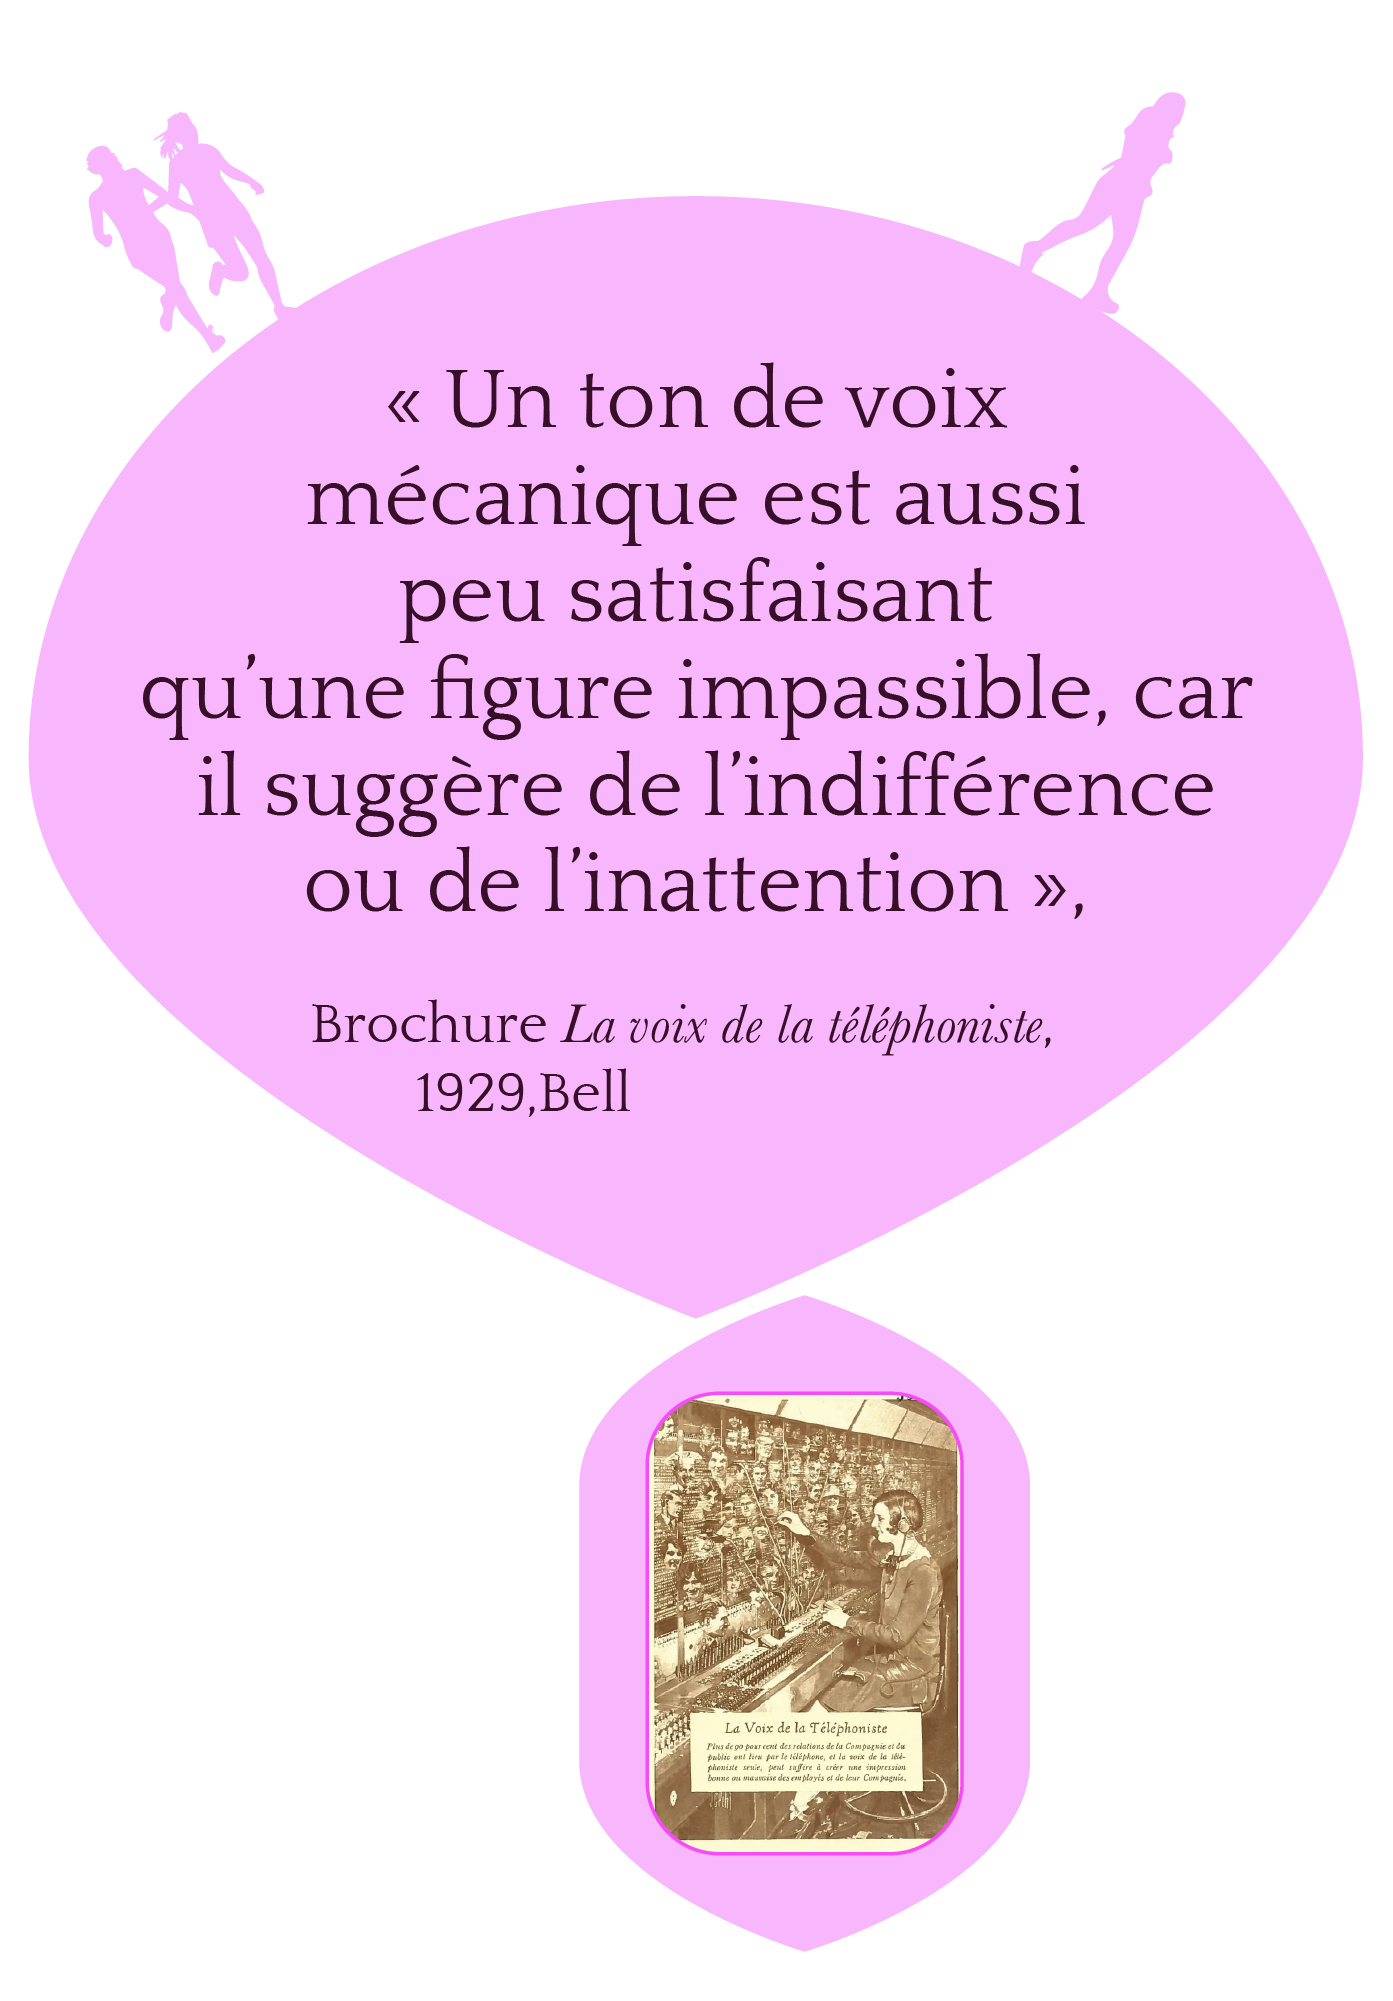 « Un ton de voix
mécanique est aussi
peu satisfaisant
qu’une figure impassible, car
il suggère de l’indifférence
ou de l’inattention »,
Brochure La voix de la téléphoniste,
1929,Bell
La Voix de la Téléphoniste
Plus de 90 pour cent des relations de la Compagnie et du
public ont lieu par le téléphone, et la voix de la télé-
phoniste seule, peut suffire à créer une impression
bonne ou mauvaise des employés et de leur Compagnie.